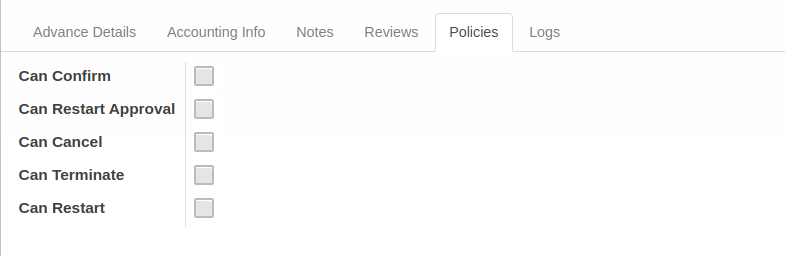 Advance Details Accounting Info Notes Reviews Policies Logs
Can Confirm
Can Restart Approval
Can Cancel
Can Terminate
Can Restart